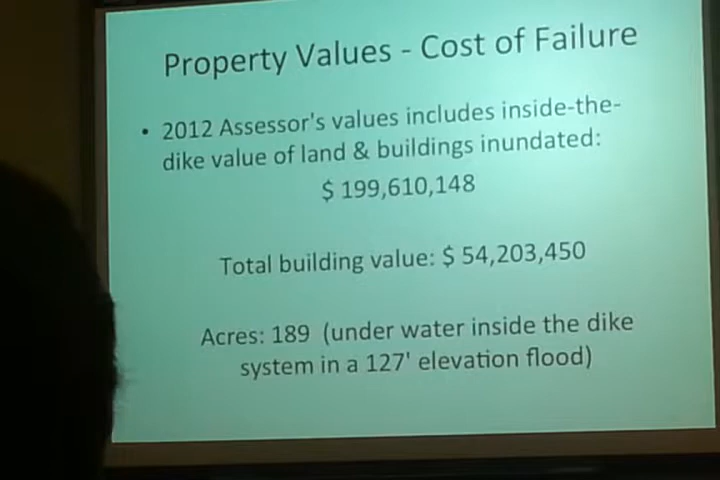 Property Values - Cost of Failure
• 2012 Assessor's values includes inside-the-
dike value of land & buildings inundated:
$ 199,610,148
Total building value: $ 54,203,450
Acres: 189 (under water inside the dike
system in a 127' elevation flood)